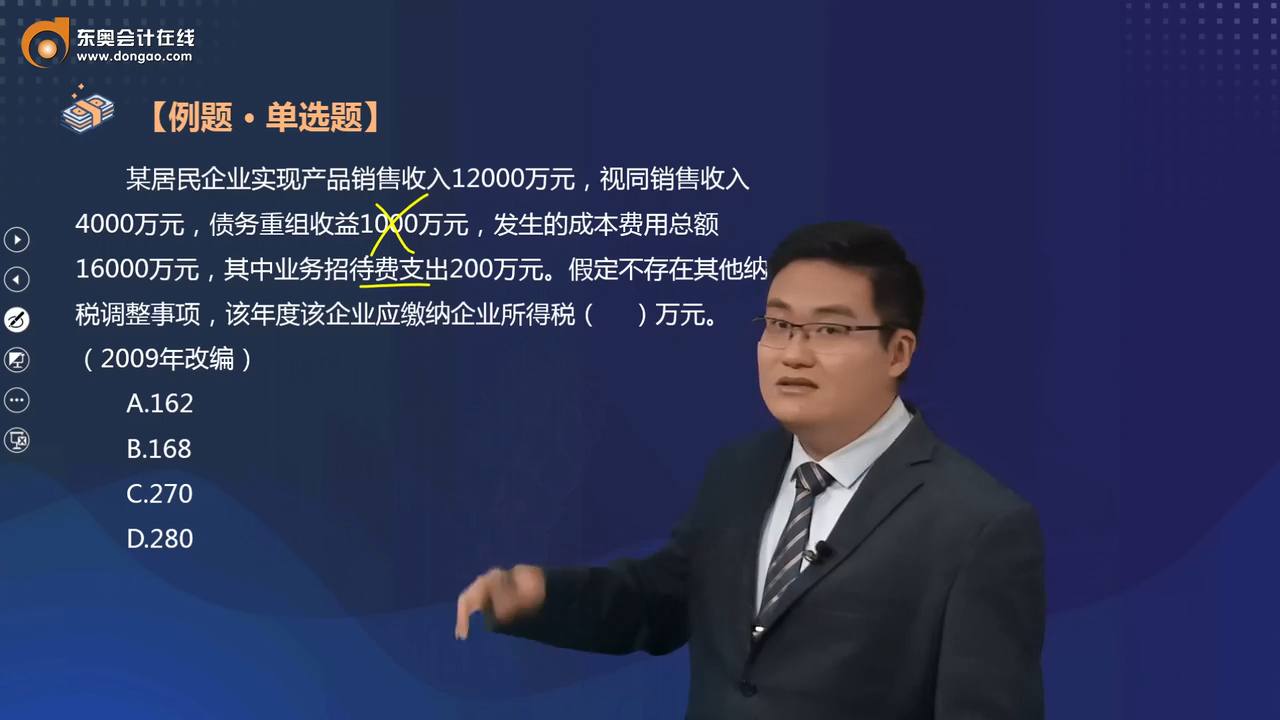 东奥会计在线
www.dongao.com
【例题·单选题】
某居民企业实现产品销售收入12000万元，视同销售收入
4000万元，债务重组收益1000万元，发生的成本费用总额
16000万元，其中业务招待费支出200万元。假定不存在其他纳
税调整事项，该年度该企业应缴纳企业所得税（　）万元。
（2009年改编）
A.162
B.168
C.270
D.280